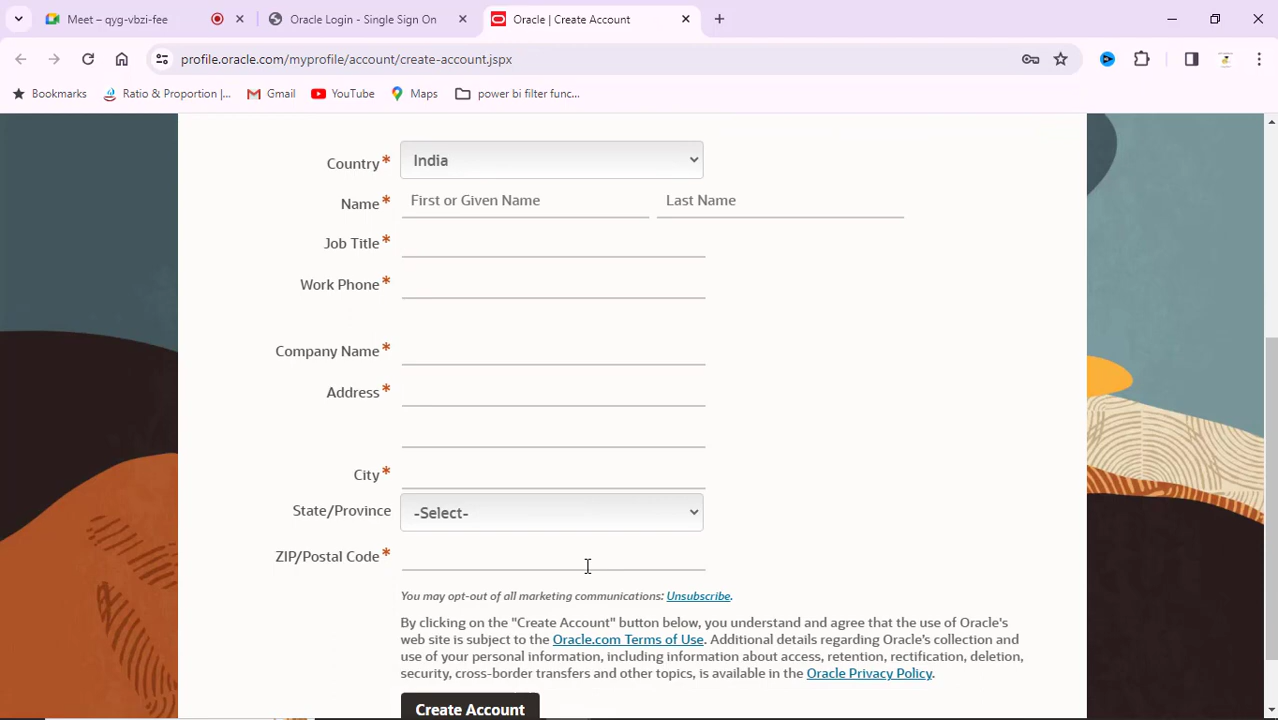 Meet – qyg-vbzi-fee
Oracle Login - Single Sign On
Oracle | Create Account
profile.oracle.com/myprofile/account/create-account.jspx
Bookmarks
Ratio & Proportion |...
Gmail
YouTube
Maps
power bi filter func...
Country*
India
Name*
First or Given Name
Last Name
Job Title*
Work Phone*
Company Name*
Address*
City*
State/Province
-Select-
ZIP/Postal Code*
You may opt-out of all marketing communications: Unsubscribe.
By clicking on the "Create Account" button below, you understand and agree that the use of Oracle's
web site is subject to the Oracle.com Terms of Use. Additional details regarding Oracle's collection and
use of your personal information, including information about access, retention, rectification, deletion,
security, cross-border transfers and other topics, is available in the Oracle Privacy Policy.
Create Account